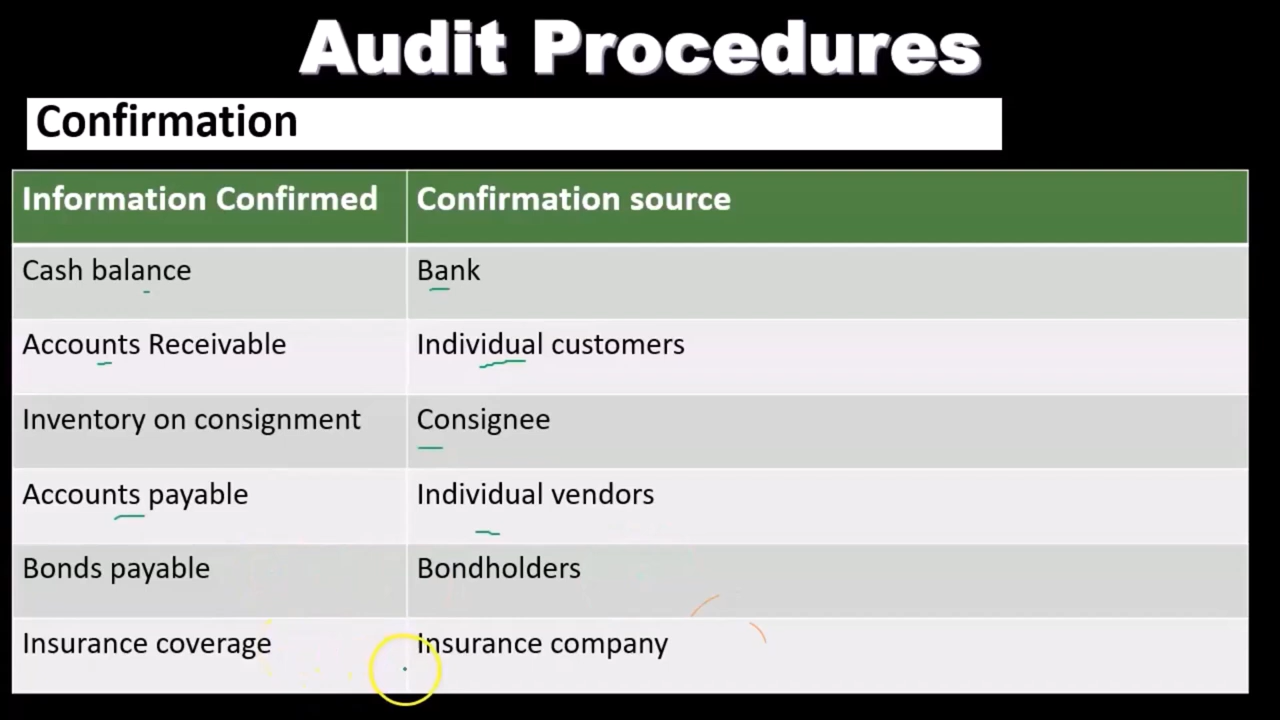 Audit Procedures
Confirmation
Information Confirmed Confirmation source
Cash balance Bank
Accounts Receivable Individual customers
Inventory on consignment Consignee
Accounts payable Individual vendors
Bonds payable Bondholders
Insurance coverage Insurance company